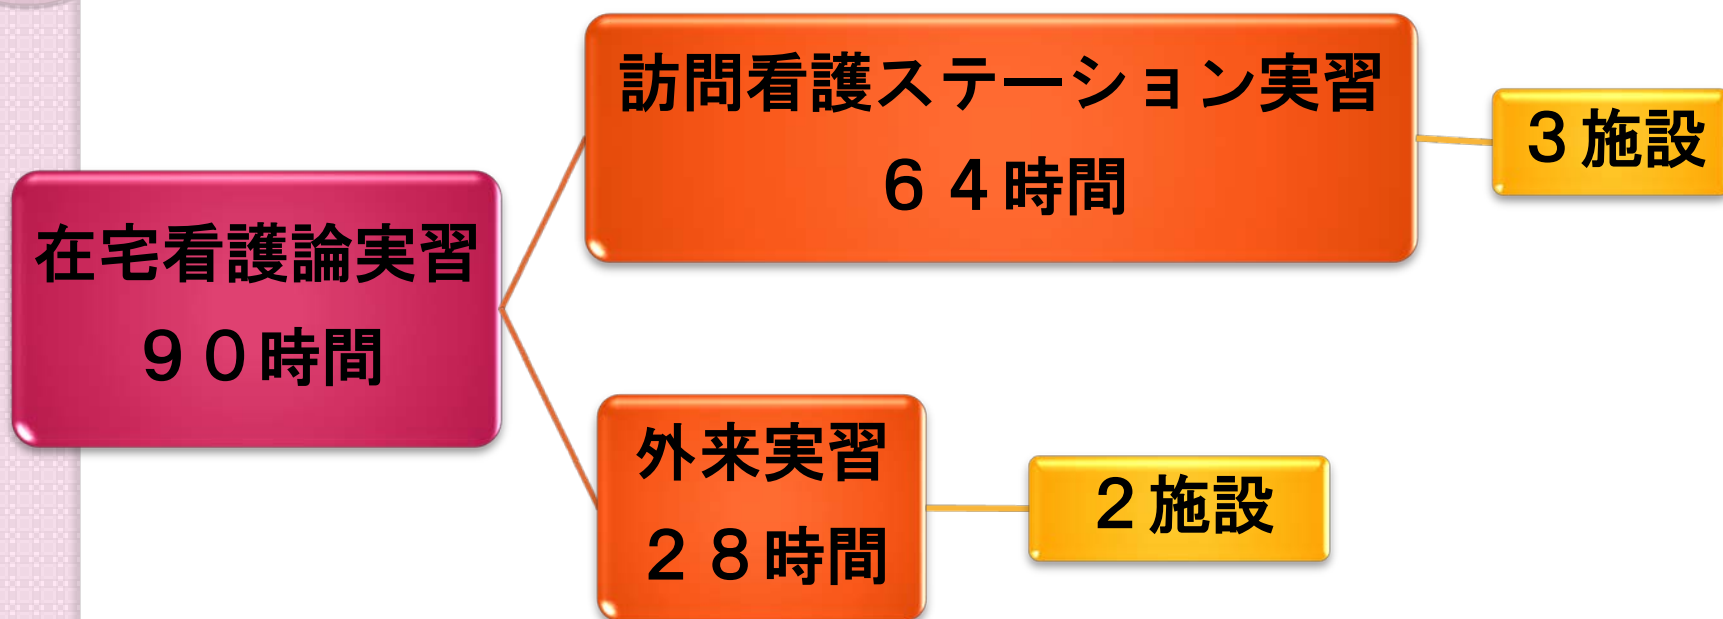 在宅看護論実習
９０時間
訪問看護ステーション実習
６４時間
３施設
外来実習
２８時間
２施設